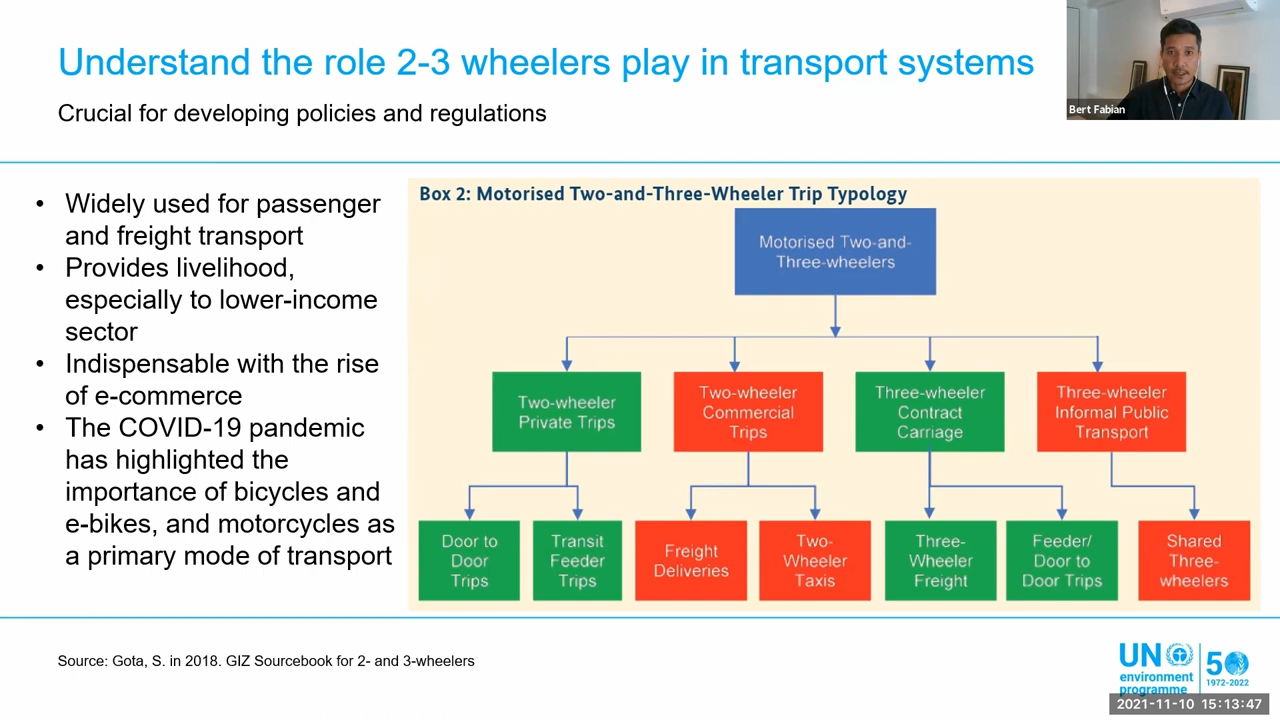 Understand the role 2-3 wheelers play in transport systems
Crucial for developing policies and regulations
Bert Fabian
• Widely used for passenger
and freight transport
• Provides livelihood,
especially to lower-income
sector
• Indispensable with the rise
of e-commerce
• The COVID-19 pandemic
has highlighted the
importance of bicycles and
e-bikes, and motorcycles as
a primary mode of transport
Box 2: Motorised Two-and-Three-Wheeler Trip Typology
Motorised Two-and-
Three-wheelers
Two-wheeler
Private Trips
Two-wheeler
Commercial
Trips
Three-wheeler
Contract
Carriage
Three-wheeler
Informal Public
Transport
Door to
Door
Trips
Transit
Feeder
Trips
Freight
Deliveries
Two-
Wheeler
Taxis
Three-
Wheeler
Freight
Feeder/
Door to
Door Trips
Shared
Three-
wheelers
Source: Gota, S. in 2018. GIZ Sourcebook for 2- and 3-wheelers
UN
environment
programme
50
1972-2022
2021-11-10 15:13:47